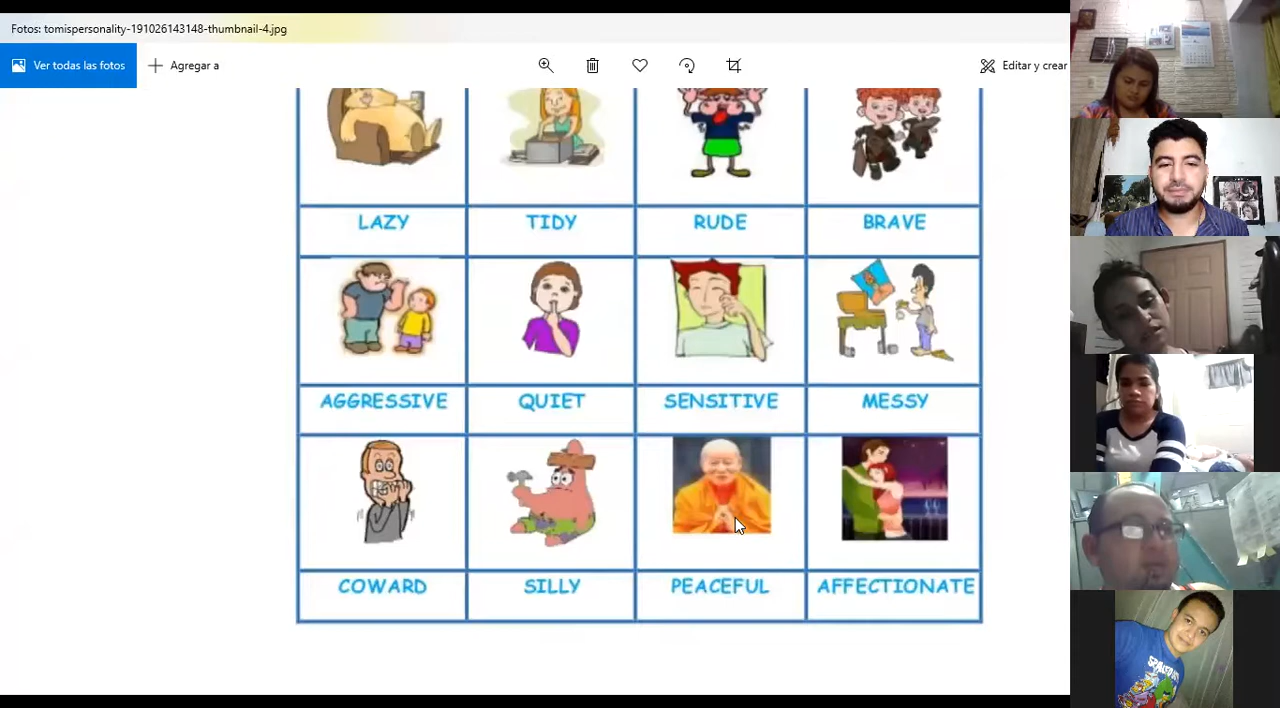 Fotos: tomispersonality-191026143148-thumbnail-4.jpg
Ver todas las fotos
Agregar a
Editar y crear
LAZY
TIDY
RUDE
BRAVE
AGGRESSIVE
QUIET
SENSITIVE
MESSY
COWARD
SILLY
PEACEFUL
AFFECTIONATE